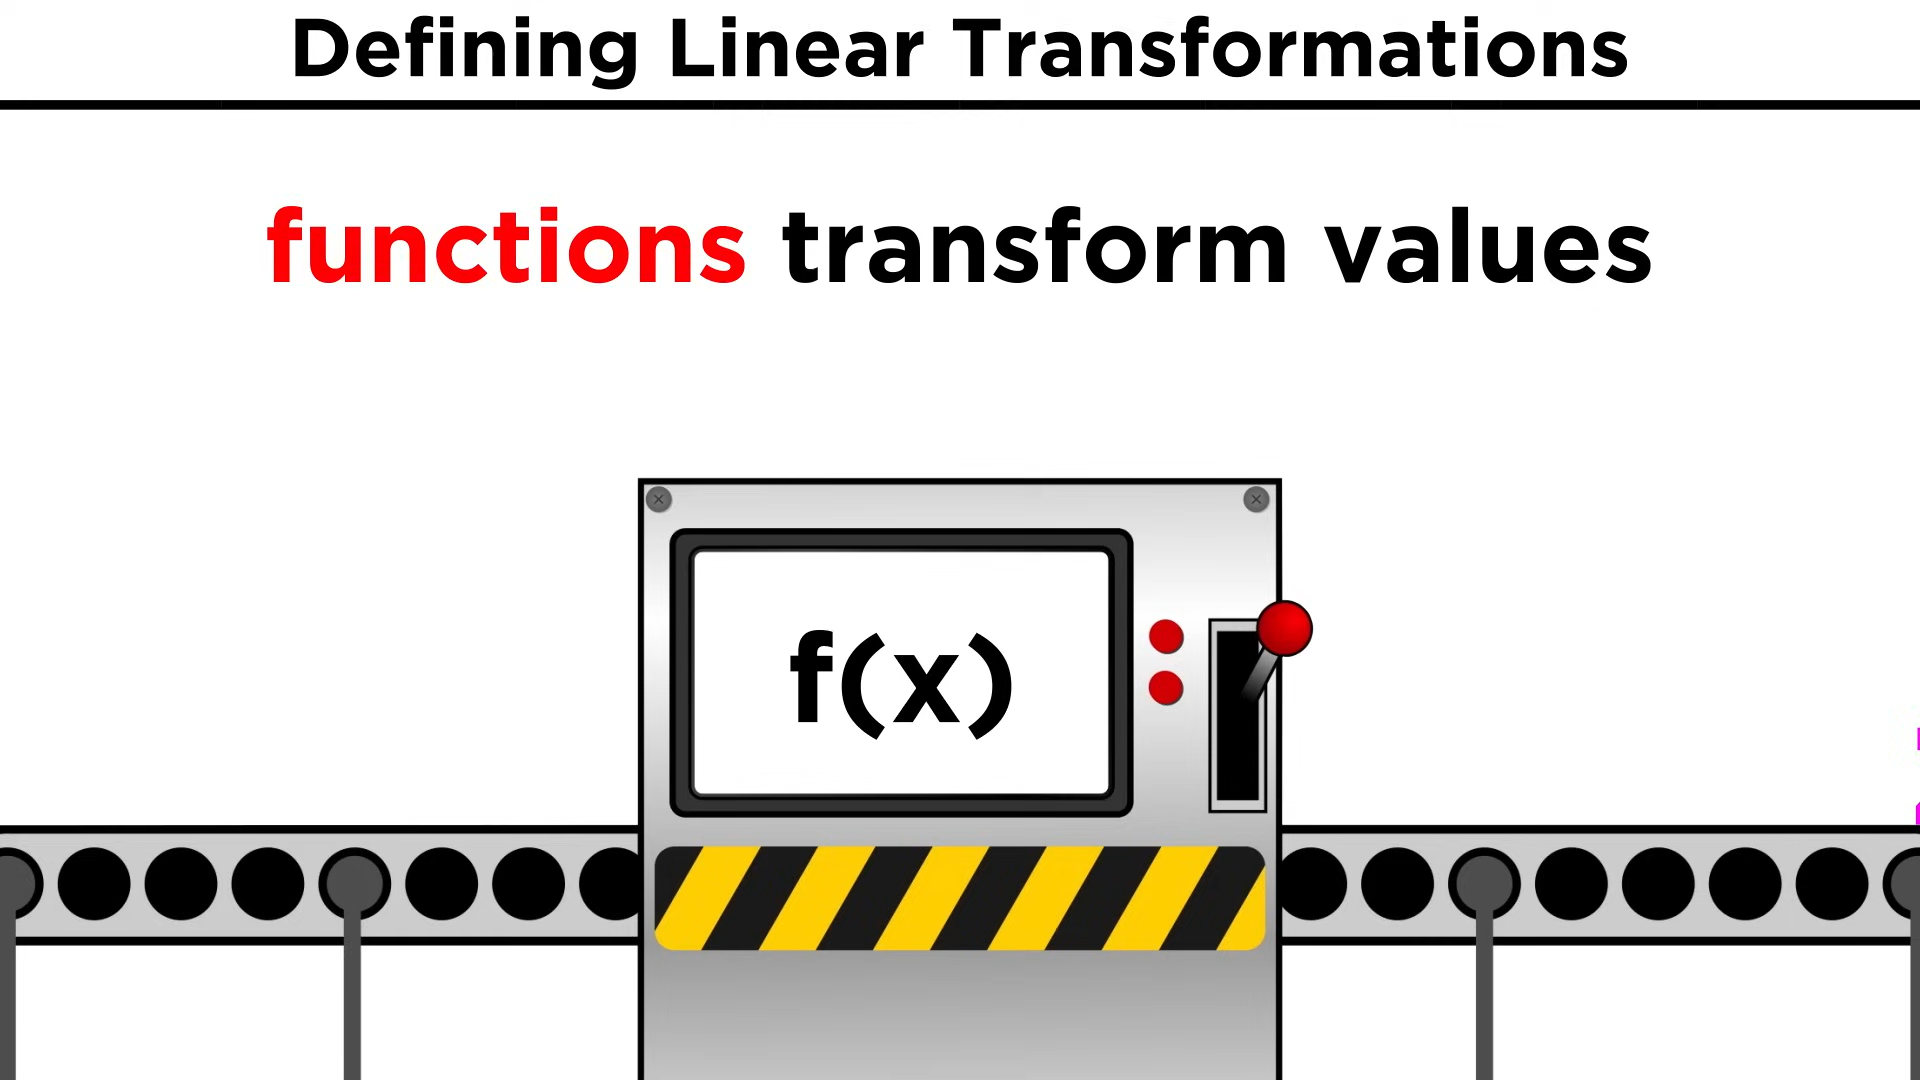 Defining Linear Transformations
functions transform values
f(x)